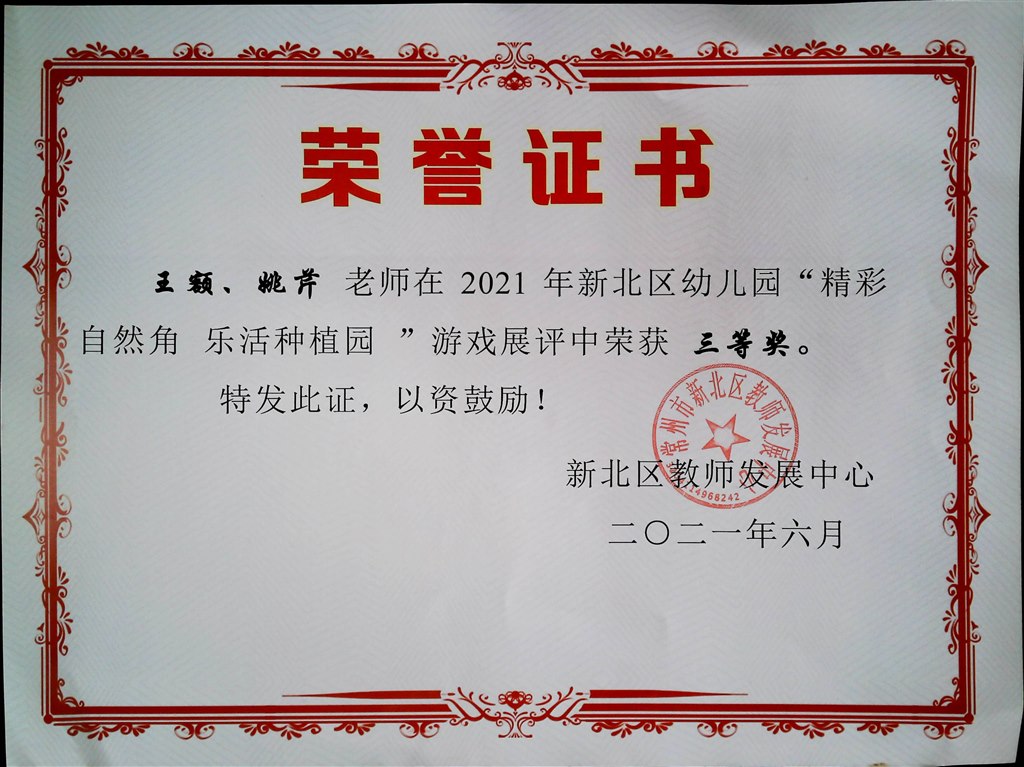 荣誉证书
王额、姚芹 老师在 2021 年新北区幼儿园“精彩
自然角 乐活种植园 ”游戏展评中荣获 三等奖。
特发此证，以资鼓励！
常州市新北区教师发展中心
新北区教师发展中心
二〇二一年六月